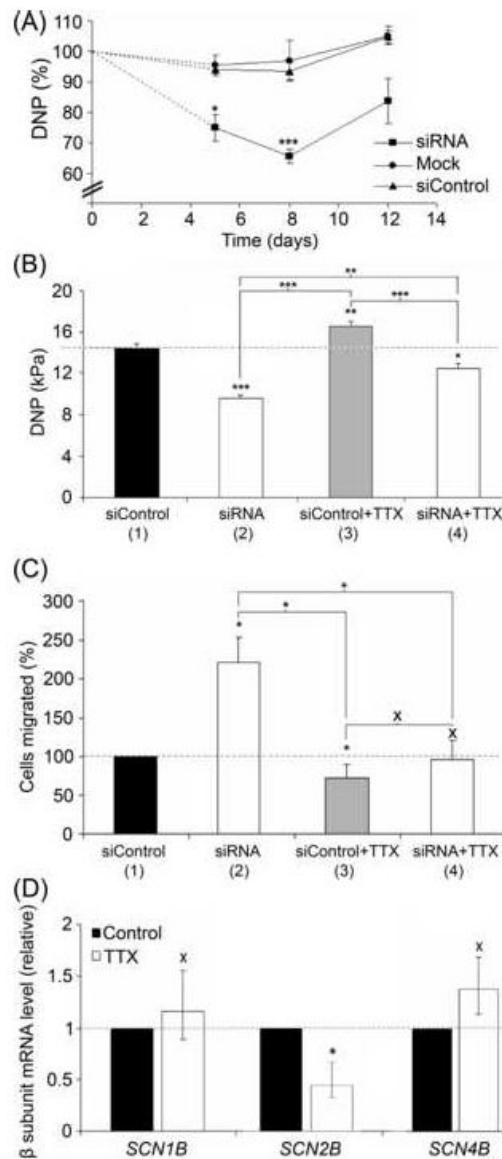 (A)
110
100
90
80
70
60
DNP (%)
*
***
siRNA
Mock
siControl
0 2 4 6 8 10 12 14
Time (days)
(B)
20
16
12
8
4
0
DNP (kPa)
**
***
***
**
***
*
siControl siRNA siControl+TTX siRNA+TTX
(1) (2) (3) (4)
(C)
300
250
200
150
100
50
0
Cells migrated (%)
*
*
*
X
X
*
siControl siRNA siControl+TTX siRNA+TTX
(1) (2) (3) (4)
(D)
2
1.5
1
0.5
0
β subunit mRNA level (relative)
Control
TTX
X
*
X
SCN1B SCN2B SCN4B